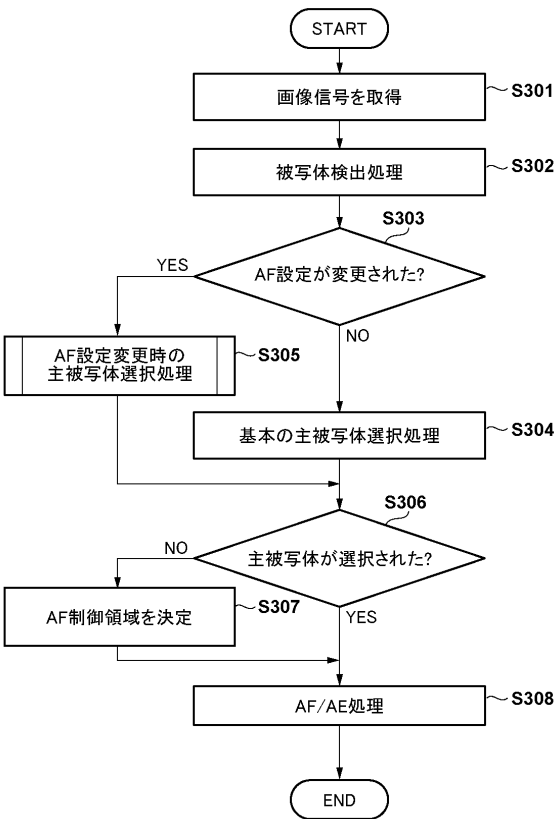 START
画像信号を取得
S301
被写体検出処理
S302
S303
AF設定が変更された?
YES
NO
AF設定変更時の
主被写体選択処理
S305
基本の主被写体選択処理
S304
S306
主被写体が選択された?
NO
YES
AF制御領域を決定
S307
AF/AE処理
S308
END